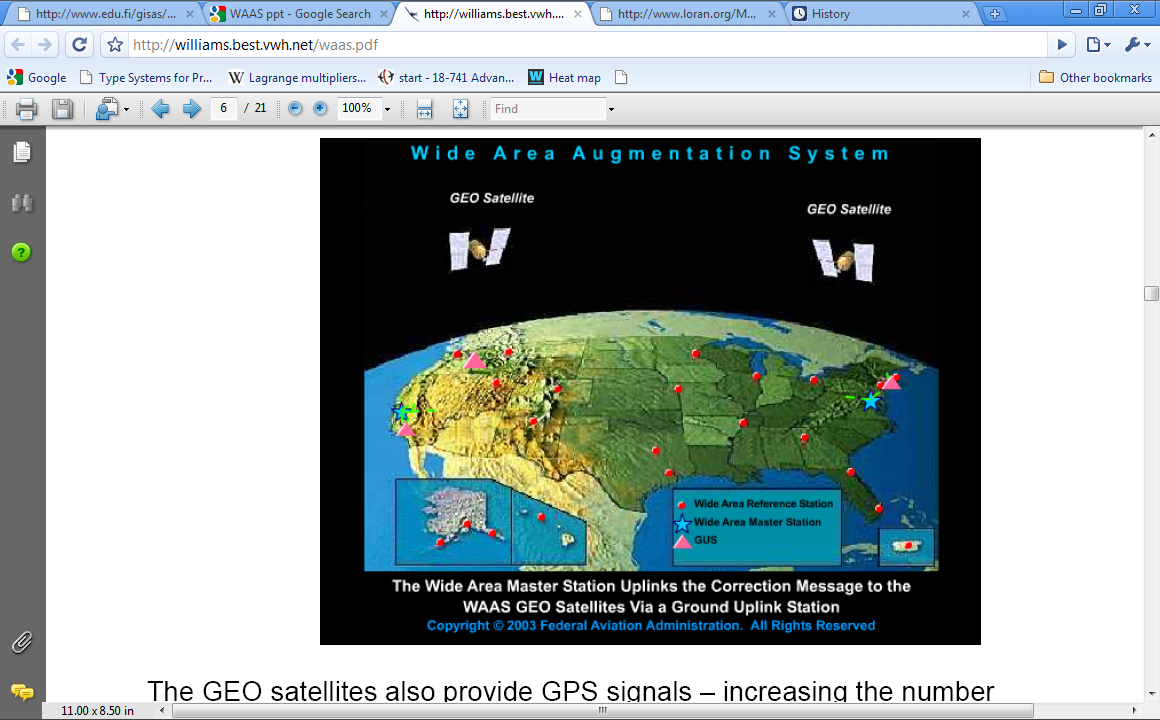 http://www.edu.fi/gisas/...
WAAS ppt - Google Search
http://williams.best.vwh....
http://www.loran.org/M...
History
http://williams.best.vwh.net/waas.pdf
Google
Type Systems for Pr...
Lagrange multipliers...
start - 18-741 Advan...
Heat map
Other bookmarks
6 / 21
100%
Find
Wide Area Augmentation System
GEO Satellite
GEO Satellite
Wide Area Reference Station
Wide Area Master Station
GUS
The Wide Area Master Station Uplinks the Correction Message to the
WAAS GEO Satellites Via a Ground Uplink Station
Copyright © 2003 Federal Aviation Administration. All Rights Reserved
The GEO satellites also provide GPS signals – increasing the number
11.00 x 8.50 in